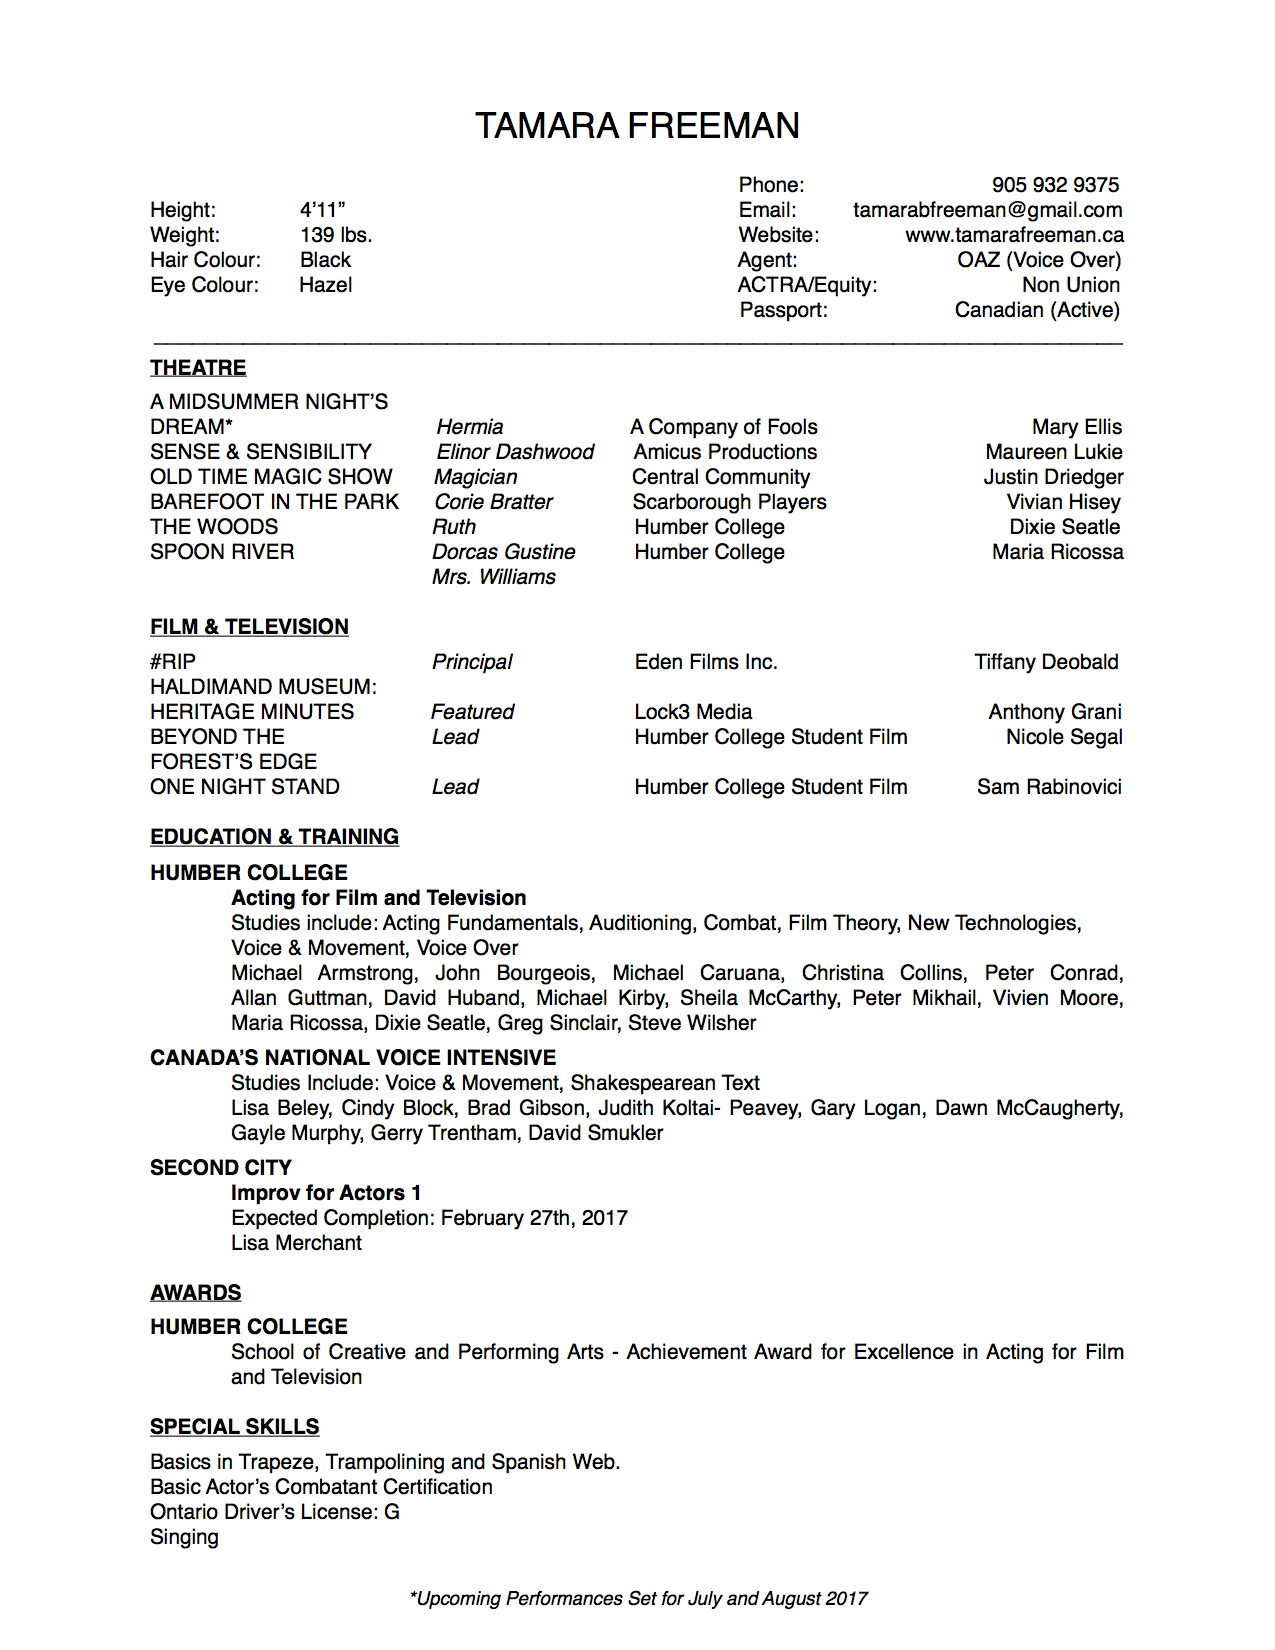 TAMARA FREEMAN
Phone: 905 932 9375
Height: 4’11” Email: tamarabfreeman@gmail.com
Weight: 139 lbs. Website: www.tamarafreeman.ca
Hair Colour: Black Agent: OAZ (Voice Over)
Eye Colour: Hazel ACTRA/Equity: Non Union
Passport: Canadian (Active)
THEATRE
A MIDSUMMER NIGHT’S
DREAM* Hermia A Company of Fools Mary Ellis
SENSE & SENSIBILITY Elinor Dashwood Amicus Productions Maureen Lukie
OLD TIME MAGIC SHOW Magician Central Community Justin Driedger
BAREFOOT IN THE PARK Corie Bratter Scarborough Players Vivian Hisey
THE WOODS Ruth Humber College Dixie Seatle
SPOON RIVER Dorcas Gustine Humber College Maria Ricossa
Mrs. Williams
FILM & TELEVISION
#RIP Principal Eden Films Inc. Tiffany Deobald
HALDIMAND MUSEUM:
HERITAGE MINUTES Featured Lock3 Media Anthony Grani
BEYOND THE Lead Humber College Student Film Nicole Segal
FOREST’S EDGE
ONE NIGHT STAND Lead Humber College Student Film Sam Rabinovici
EDUCATION & TRAINING
HUMBER COLLEGE
Acting for Film and Television
Studies include: Acting Fundamentals, Auditioning, Combat, Film Theory, New Technologies,
Voice & Movement, Voice Over
Michael Armstrong, John Bourgeois, Michael Caruana, Christina Collins, Peter Conrad,
Allan Guttman, David Huband, Michael Kirby, Sheila McCarthy, Peter Mikhail, Vivien Moore,
Maria Ricossa, Dixie Seatle, Greg Sinclair, Steve Wilsher
CANADA’S NATIONAL VOICE INTENSIVE
Studies Include: Voice & Movement, Shakespearean Text
Lisa Beley, Cindy Block, Brad Gibson, Judith Koltai- Peavey, Gary Logan, Dawn McCaugherty,
Gayle Murphy, Gerry Trentham, David Smukler
SECOND CITY
Improv for Actors 1
Expected Completion: February 27th, 2017
Lisa Merchant
AWARDS
HUMBER COLLEGE
School of Creative and Performing Arts - Achievement Award for Excellence in Acting for Film
and Television
SPECIAL SKILLS
Basics in Trapeze, Trampolining and Spanish Web.
Basic Actor’s Combatant Certification
Ontario Driver’s License: G
Singing
*Upcoming Performances Set for July and August 2017